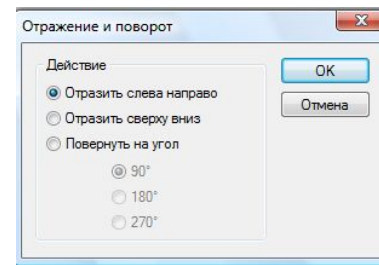 Отражение и поворот
Действие
Отразить слева направо
Отразить сверху вниз
Повернуть на угол
90°
180°
270°
OK
Отмена